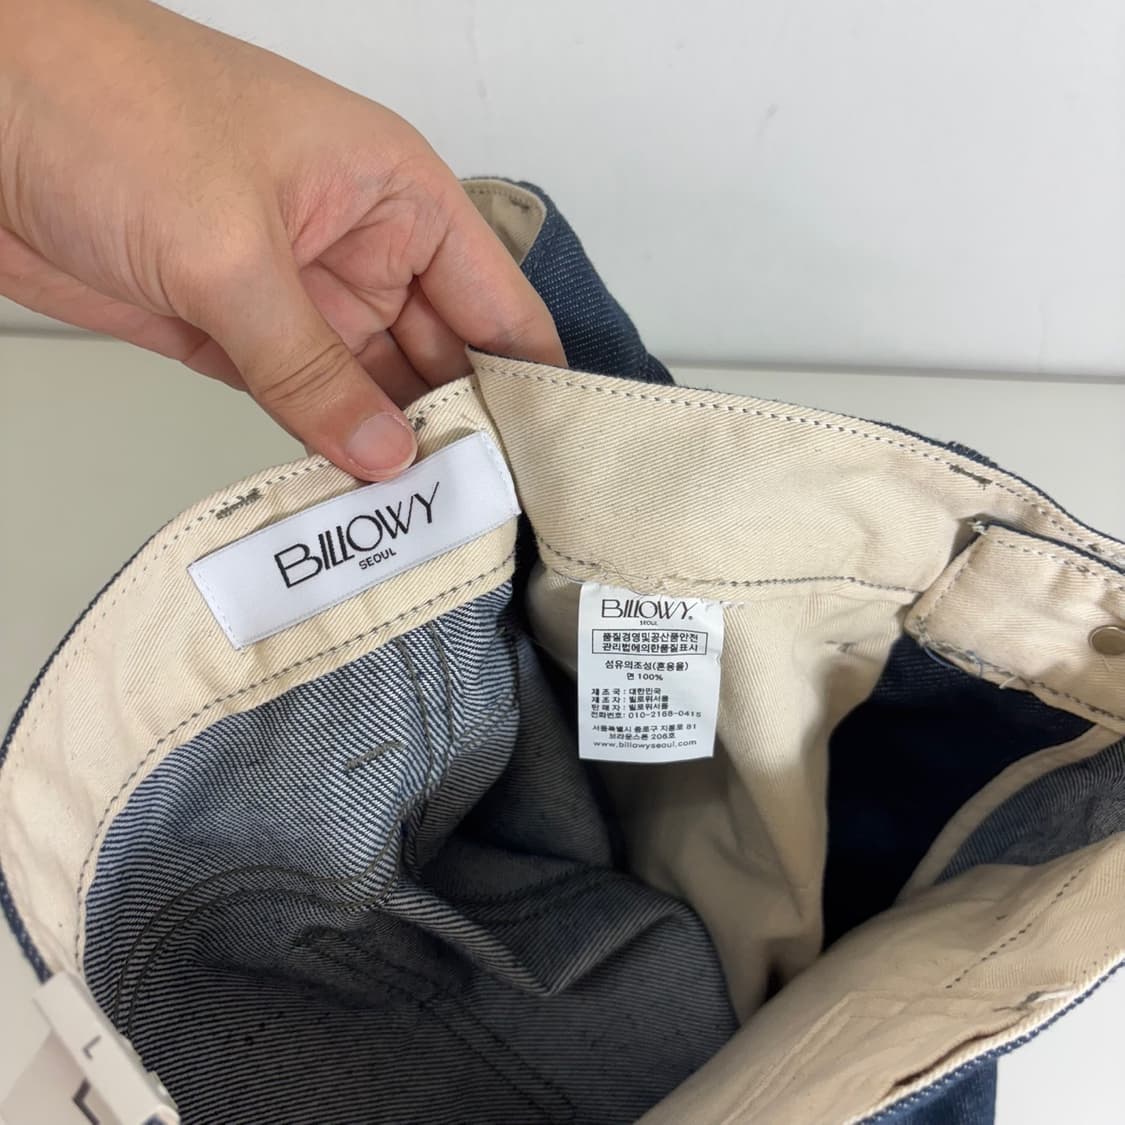 BILLOWY
SEOUL
BILLOWY®
SEOUL
품질경영및공산품안전
관리법에의한품질표시
섬유의조성(혼용율)
면 100%
제 조 국 : 대한민국
제 조 자 : 빌로위서울
판 매 자 : 빌로위서울
전화번호: 010-2168-0415
서울특별시 종로구 지봉로 81
브라운스톤 206호
www.billowyseoul.com
L
L